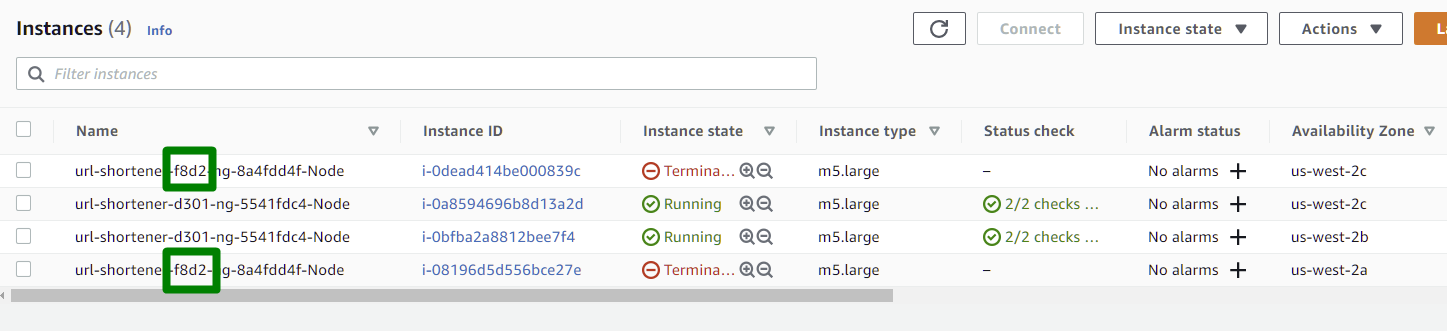 Instances (4) Info Connect Instance state Actions
Filter instances
Name Instance ID Instance state Instance type Status check Alarm status Availability Zone
url-shortener-f8d2-ng-8a4fdd4f-Node i-0dead414be000839c Termina... m5.large – No alarms + us-west-2c
url-shortener-d301-ng-5541fdc4-Node i-0a8594696b8d13a2d Running m5.large 2/2 checks ... No alarms + us-west-2c
url-shortener-d301-ng-5541fdc4-Node i-0bfba2a8812bee7f4 Running m5.large 2/2 checks ... No alarms + us-west-2b
url-shortener-f8d2-ng-8a4fdd4f-Node i-08196d5d556bce27e Termina... m5.large – No alarms + us-west-2a